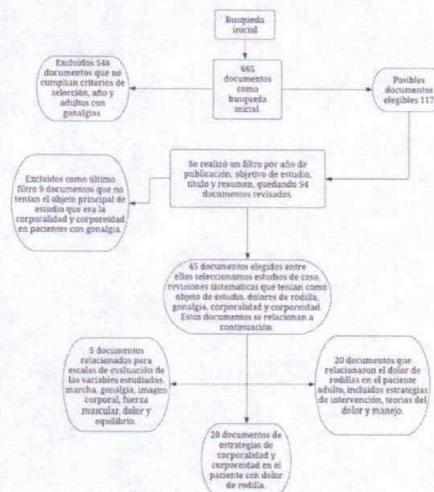 Busqueda
inicial
Excluidos 548
documentos que no
cumplian criterios de
selección, año y
adultos con
gonalgias.
665
documentos
como
busqueda
inicial.
Posibles
documentos
elegibles 117
Se realizó un filtro por año de
publicación, objetivo de estudio,
titulo y resumen, quedando 54
documentos revisados.
Excluidos como último
filtro 9 documentos que no
tenían el objeto principal de
estudio que era la
corporalidad y corporeidad
en pacientes con gonalgia.
45 documentos elegidos entre
ellos seleccionamos estudios de caso,
revisiones sistematicas que tenian como
objeto de estudio, dolores de rodilla,
gonalgia, corporalidad y corporeidad.
Estos documentos se relacionan a
continuación:
5 documentos
relacionados para
escalas de evaluación de
las variables estudiadas,
marcha, gonalgia, imagen
corporal, fuerza
muscular, dolor y
equilibrio.
20 documentos que
relacionaron el dolor de
rodillas en el paciente
adulto, incluidos estrategias
de intervención, teorias del
dolor y manejo.
20 documentos de
estrategias de
corporalidad y
corporeidad en el
paciente con dolor
de rodilla.